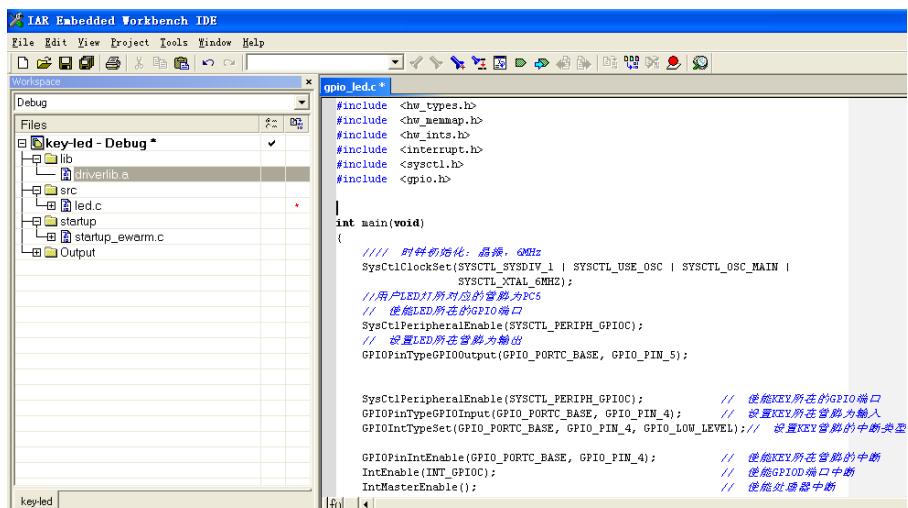 IAR Embedded Workbench IDE
File Edit View Project Tools Window Help
Workspace
Debug
Files
key-led - Debug *
lib
driverlib.a
src
led.c
startup
startup_ewarm.c
Output
key-led
gpio_led.c *
#include <hw_types.h>
#include <hw_memmap.h>
#include <hw_ints.h>
#include <interrupt.h>
#include <sysctl.h>
#include <gpio.h>
int main(void)
{
//// 时钟初始化: 晶振, 6MHz
SysCtlClockSet(SYSCTL_SYSDIV_1 | SYSCTL_USE_OSC | SYSCTL_OSC_MAIN |
SYSCTL_XTAL_6MHZ);
//用户LED灯所对应的管脚为PC5
// 使能LED所在的GPIO端口
SysCtlPeripheralEnable(SYSCTL_PERIPH_GPIOC);
// 设置LED所在管脚为输出
GPIOPinTypeGPIOOutput(GPIO_PORTC_BASE, GPIO_PIN_5);
SysCtlPeripheralEnable(SYSCTL_PERIPH_GPIOC); // 使能KEY所在的GPIO端口
GPIOPinTypeGPIOInput(GPIO_PORTC_BASE, GPIO_PIN_4); // 设置KEY所在管脚为输入
GPIOIntTypeSet(GPIO_PORTC_BASE, GPIO_PIN_4, GPIO_LOW_LEVEL);// 设置KEY管脚的中断类型
GPIOPinIntEnable(GPIO_PORTC_BASE, GPIO_PIN_4); // 使能KEY所在管脚的中断
IntEnable(INT_GPIOC); // 使能GPIOD端口中断
IntMasterEnable(); // 使能处理器中断
f()